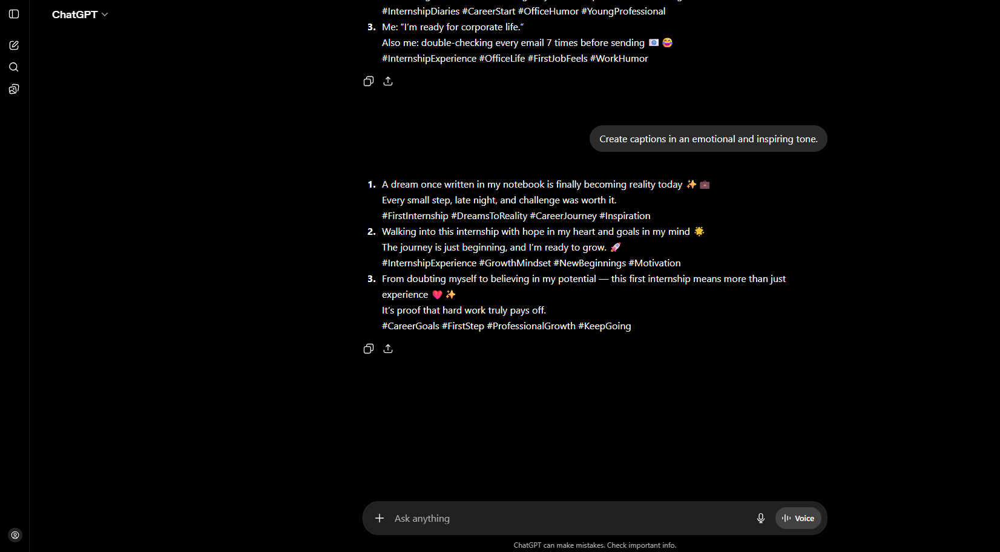 ChatGPT
#InternshipDiaries #CareerStart #OfficeHumor #YoungProfessional
3. Me: “I’m ready for corporate life.”
Also me: double-checking every email 7 times before sending 📧 😂
#InternshipExperience #OfficeLife #FirstJobFeels #WorkHumor
Create captions in an emotional and inspiring tone.
1. A dream once written in my notebook is finally becoming reality today ✨ 💼
Every small step, late night, and challenge was worth it.
#FirstInternship #DreamsToReality #CareerJourney #Inspiration
2. Walking into this internship with hope in my heart and goals in my mind 🌟
The journey is just beginning, and I’m ready to grow. 🚀
#InternshipExperience #GrowthMindset #NewBeginnings #Motivation
3. From doubting myself to believing in my potential — this first internship means more than just
experience ❤️ ✨
It’s proof that hard work truly pays off.
#CareerGoals #FirstStep #ProfessionalGrowth #KeepGoing
Ask anything
Voice
ChatGPT can make mistakes. Check important info.